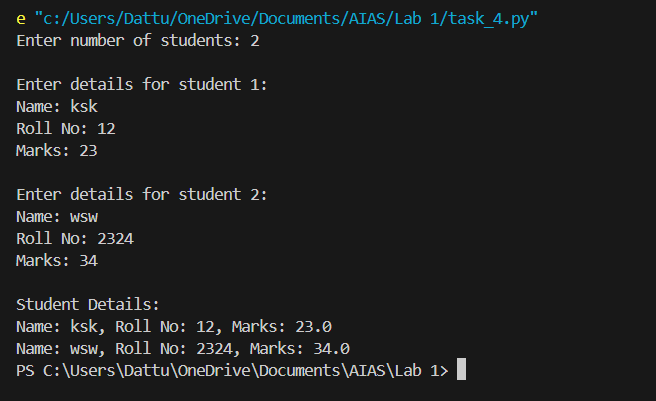 e "c:/Users/Dattu/OneDrive/Documents/AIAS/Lab 1/task_4.py"
Enter number of students: 2

Enter details for student 1:
Name: ksk
Roll No: 12
Marks: 23

Enter details for student 2:
Name: wsw
Roll No: 2324
Marks: 34

Student Details:
Name: ksk, Roll No: 12, Marks: 23.0
Name: wsw, Roll No: 2324, Marks: 34.0
PS C:\Users\Dattu\OneDrive\Documents\AIAS\Lab 1>